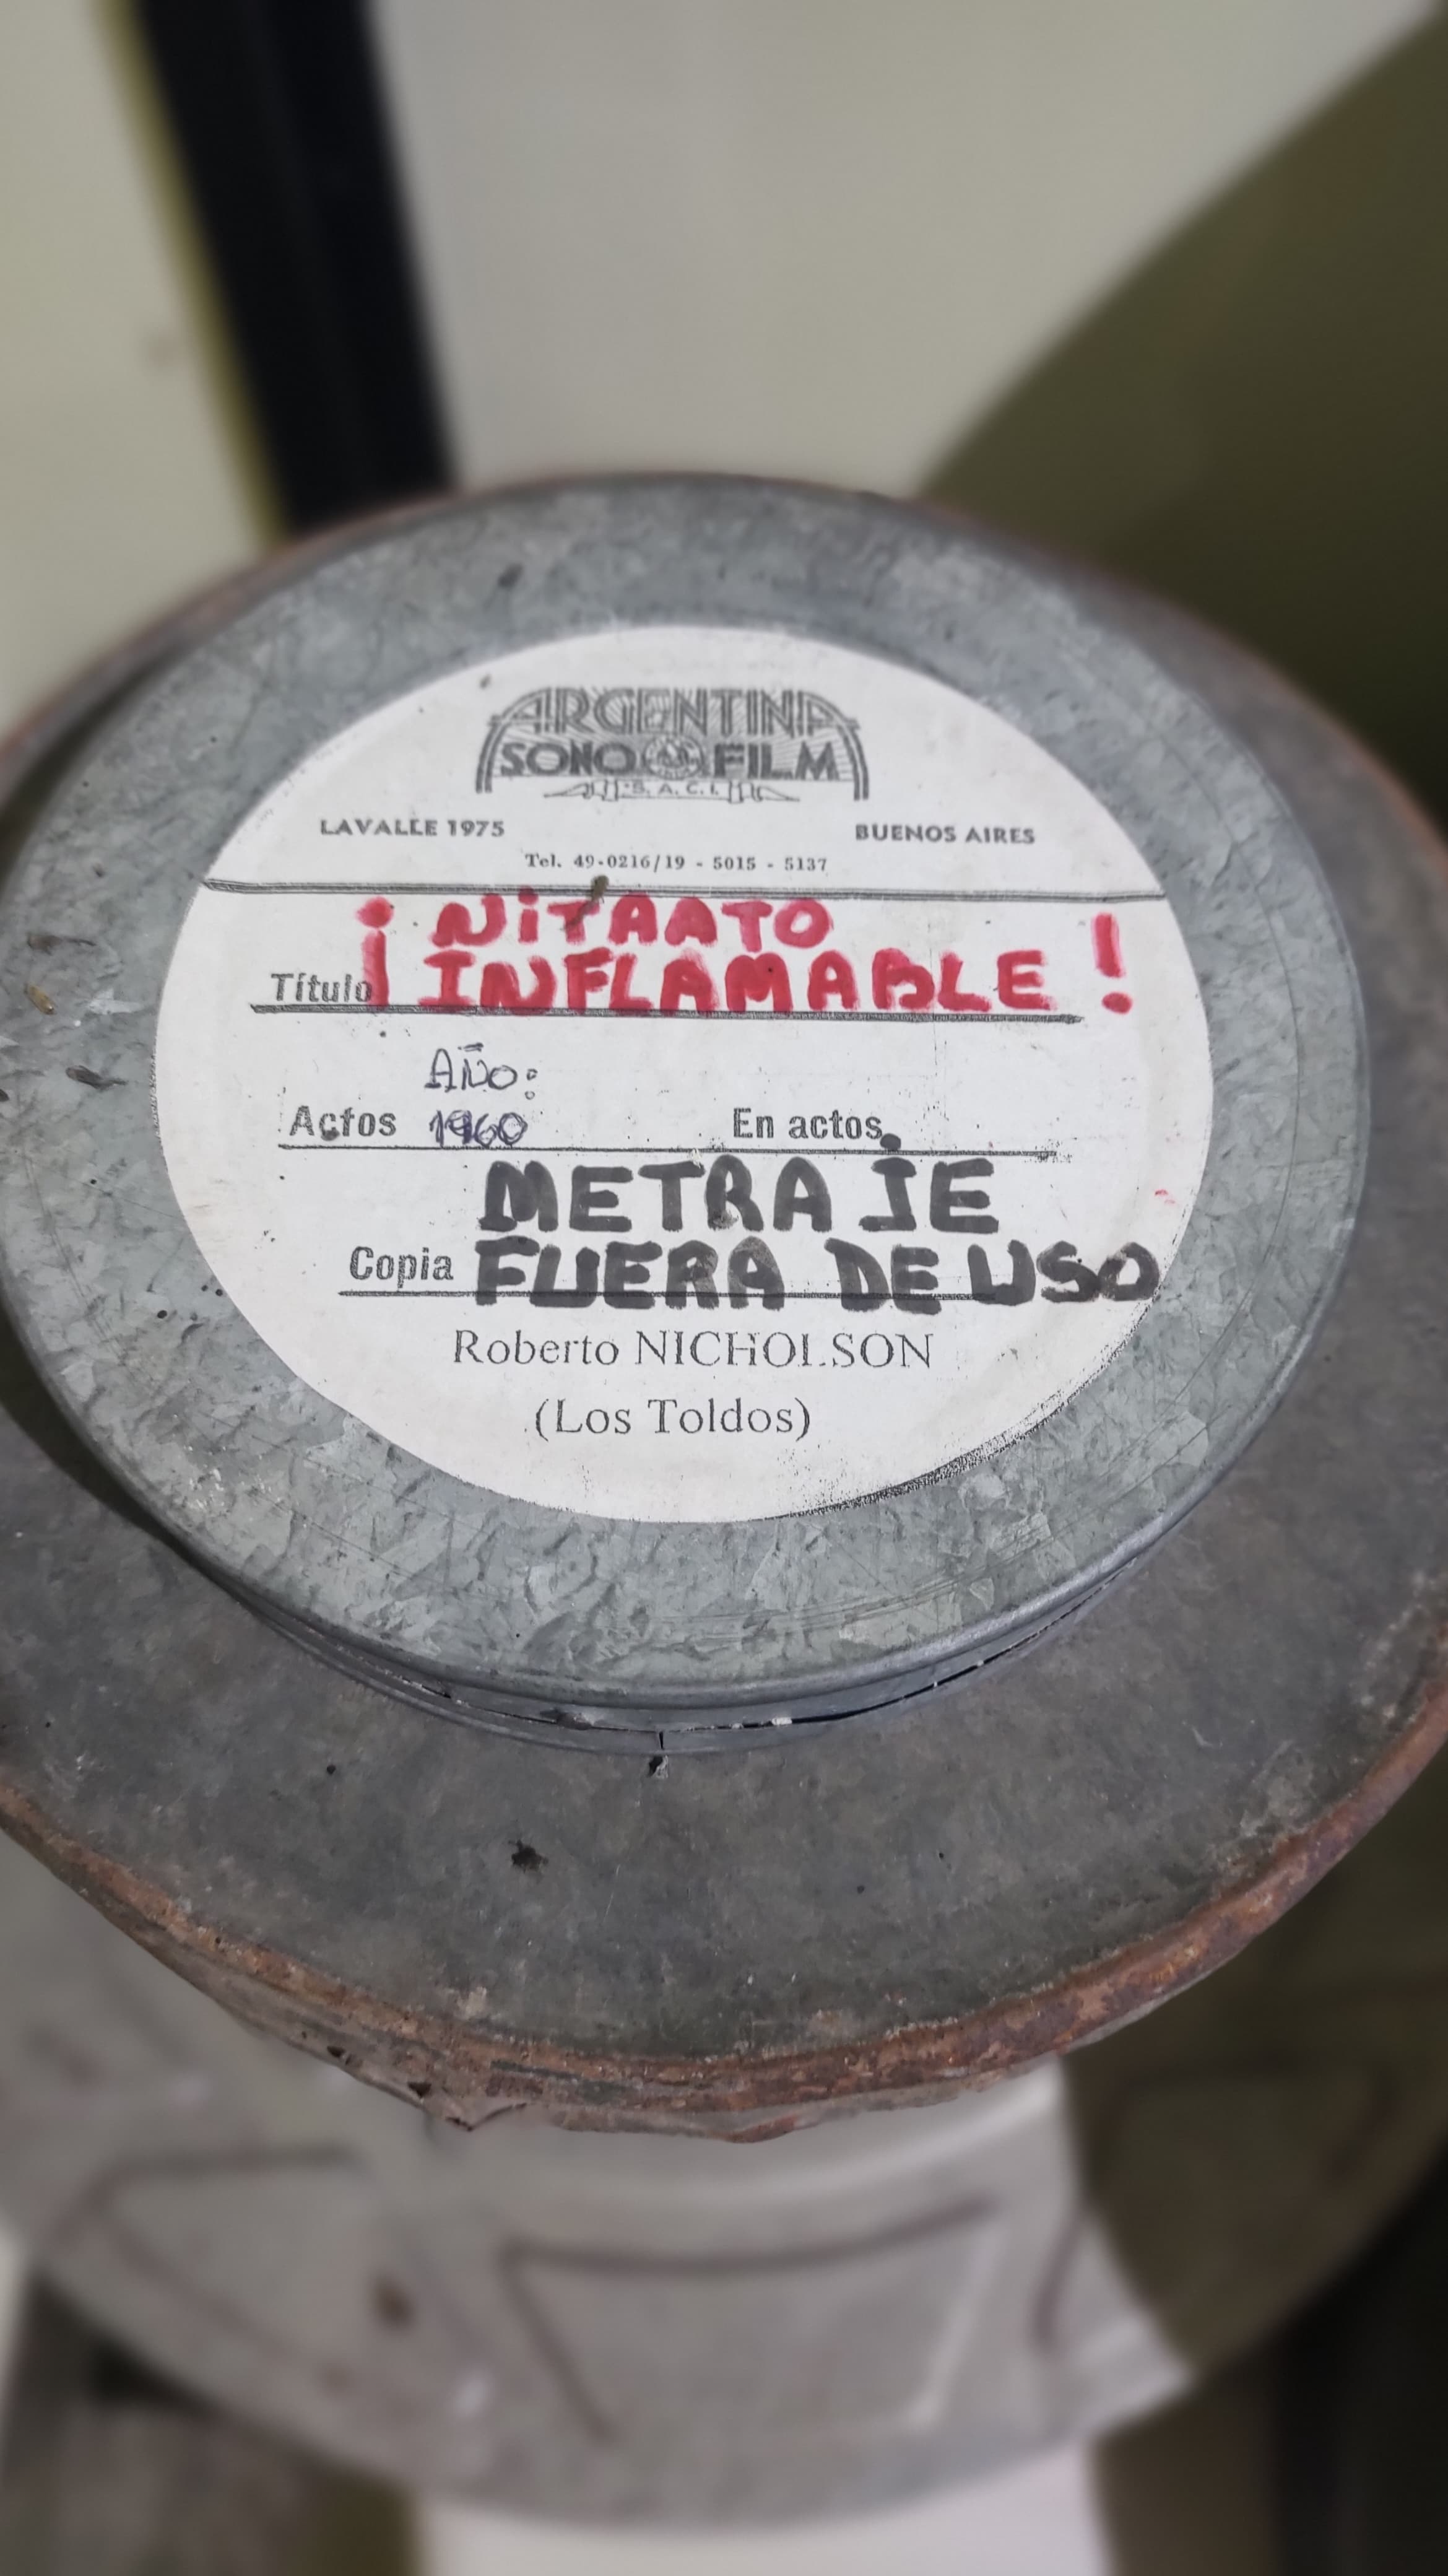 ARGENTINA
SONO FILM
S.A.C.I.
LAVALLE 1975 BUENOS AIRES
Tel. 49-0216/19 - 5015 - 5137
¡NiTRATO
Título INFLAMABLE!
AÑO:
Actos 1960 En actos
METRAJE
Copia FUERA DE USO
Roberto NICHOLSON
(Los Toldos)